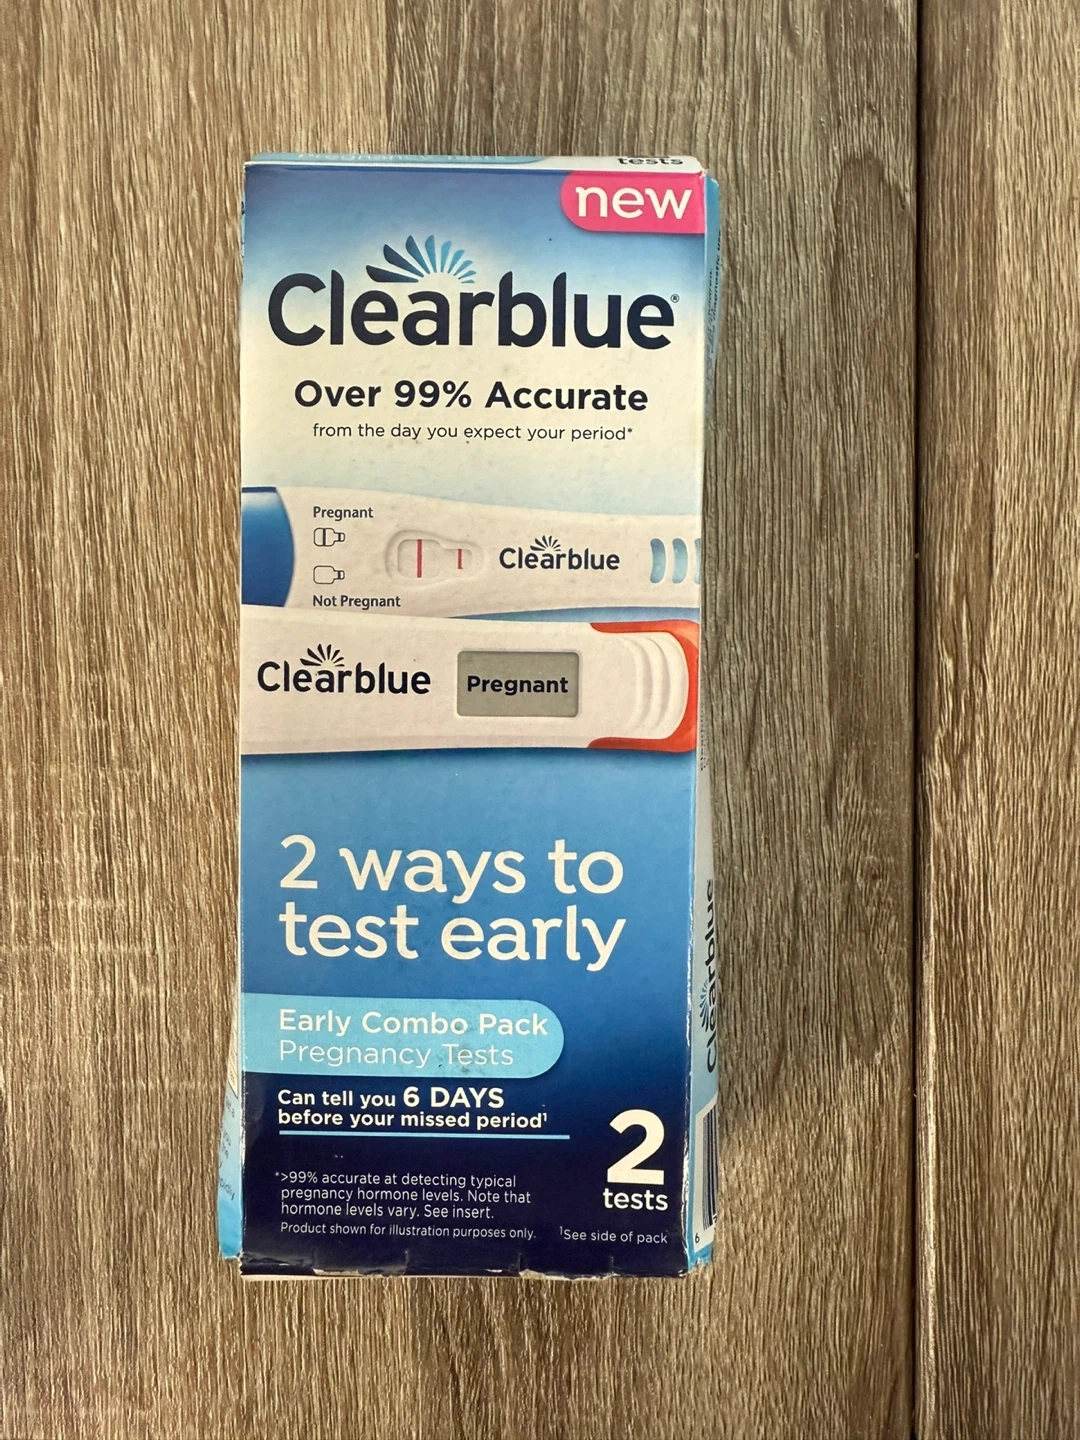 Pregnancy Tests
tests
new
Clearblue®
Over 99% Accurate
from the day you expect your period*
Pregnant
Clearblue
Not Pregnant
Clearblue
Pregnant
2 ways to
test early
Early Combo Pack
Pregnancy Tests
Can tell you 6 DAYS
before your missed period¹
2
tests
*>99% accurate at detecting typical
pregnancy hormone levels. Note that
hormone levels vary. See insert.
Product shown for illustration purposes only.
¹See side of pack
Clearblue
6